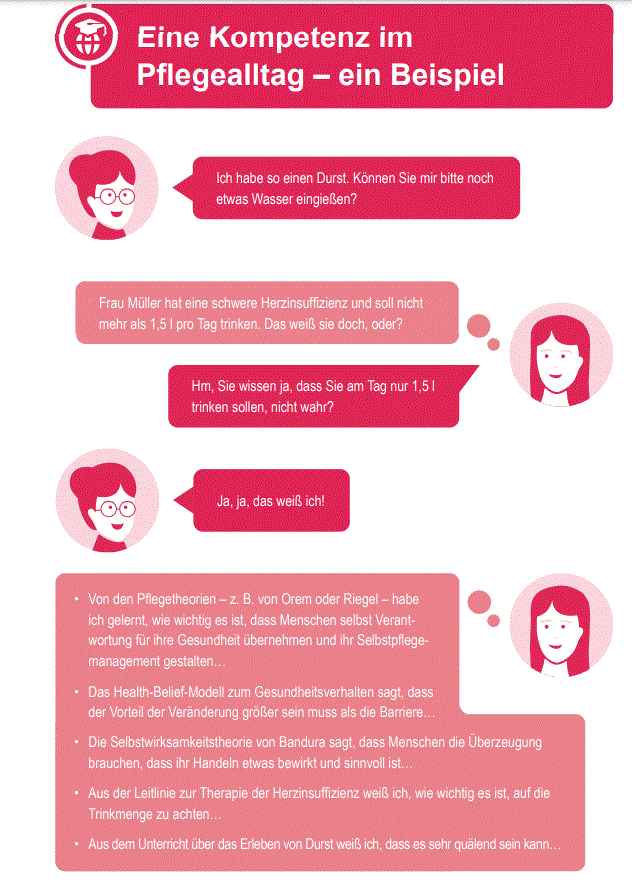 Eine Kompetenz im
Pflegealltag – ein Beispiel
Ich habe so einen Durst. Können Sie mir bitte noch
etwas Wasser eingießen?
Frau Müller hat eine schwere Herzinsuffizienz und soll nicht
mehr als 1,5 l pro Tag trinken. Das weiß sie doch, oder?
Hm, Sie wissen ja, dass Sie am Tag nur 1,5 l
trinken sollen, nicht wahr?
Ja, ja, das weiß ich!
• Von den Pflegetheorien – z. B. von Orem oder Riegel – habe
ich gelernt, wie wichtig es ist, dass Menschen selbst Verant-
wortung für ihre Gesundheit übernehmen und ihr Selbstpflege-
management gestalten…
• Das Health-Belief-Modell zum Gesundheitsverhalten sagt, dass
der Vorteil der Veränderung größer sein muss als die Barriere…
• Die Selbstwirksamkeitstheorie von Bandura sagt, dass Menschen die Überzeugung
brauchen, dass ihr Handeln etwas bewirkt und sinnvoll ist…
• Aus der Leitlinie zur Therapie der Herzinsuffizienz weiß ich, wie wichtig es ist, auf die
Trinkmenge zu achten…
• Aus dem Unterricht über das Erleben von Durst weiß ich, dass es sehr quälend sein kann…